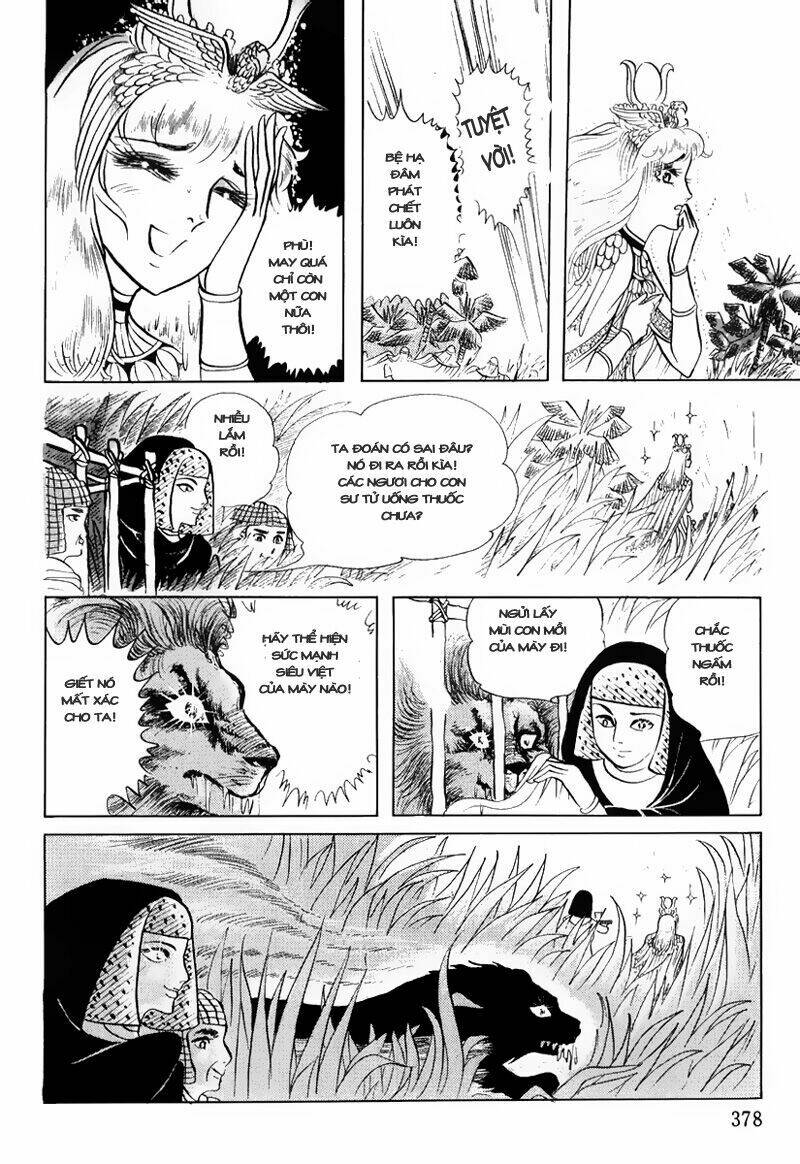 TUYỆT
VỜI!
BỆ HẠ
ĐÂM
PHÁT
CHẾT
LUÔN
KÌA!
PHÙ!
MAY QUÁ
CHỈ CÒN
MỘT CON
NỮA
THÔI!
TA ĐOÁN CÓ SAI ĐÂU?
NÓ ĐI RA RỒI KÌA!
CÁC NGƯƠI CHO CON
SƯ TỬ UỐNG THUỐC
CHƯA?
NHIỀU
LẮM
RỒI!
CHẮC
THUỐC
NGẤM
RỒI!
NGỬI LẤY
MÙI CON MỒI
CỦA MÀY ĐI!
HÃY THỂ HIỆN
SỨC MẠNH
SIÊU VIỆT
CỦA MÀY NÀO!
GIẾT NÓ
MẤT XÁC
CHO TA!
378